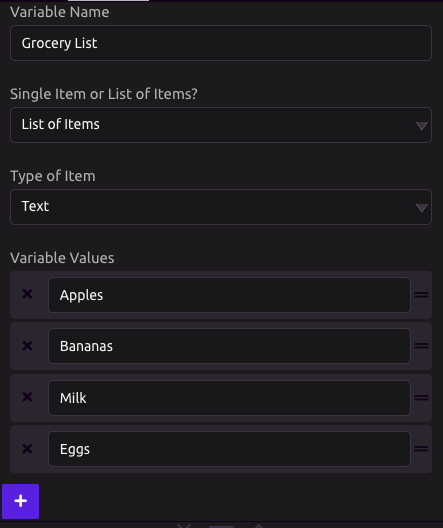 Variable Name
Grocery List
Single Item or List of Items?
List of Items
Type of Item
Text
Variable Values
Apples
Bananas
Milk
Eggs
+